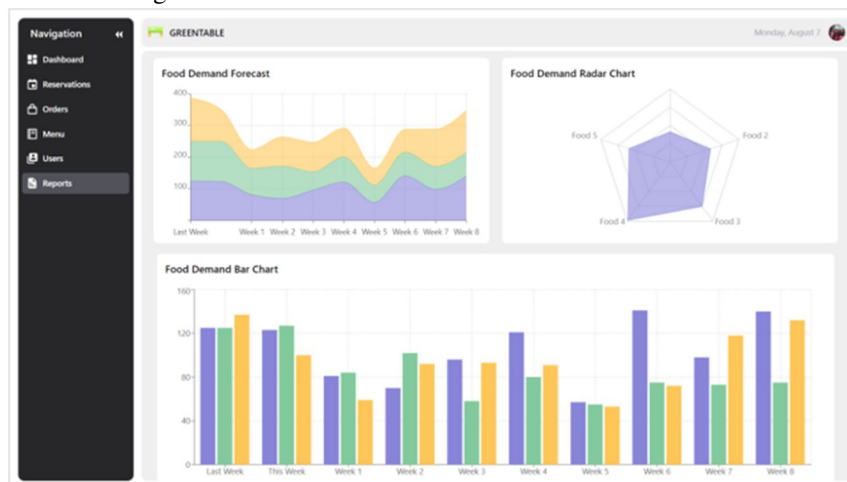 Navigation
GREENTABLE
Monday, August 7
Dashboard
Reservations
Orders
Menu
Users
Reports
Food Demand Forecast
400
300
200
100
Last Week Week 1 Week 2 Week 3 Week 4 Week 5 Week 6 Week 7 Week 8
Food Demand Radar Chart
Food 5
Food 2
Food 4
Food 3
Food Demand Bar Chart
160
120
80
40
0
Last Week This Week Week 1 Week 2 Week 3 Week 4 Week 5 Week 6 Week 7 Week 8